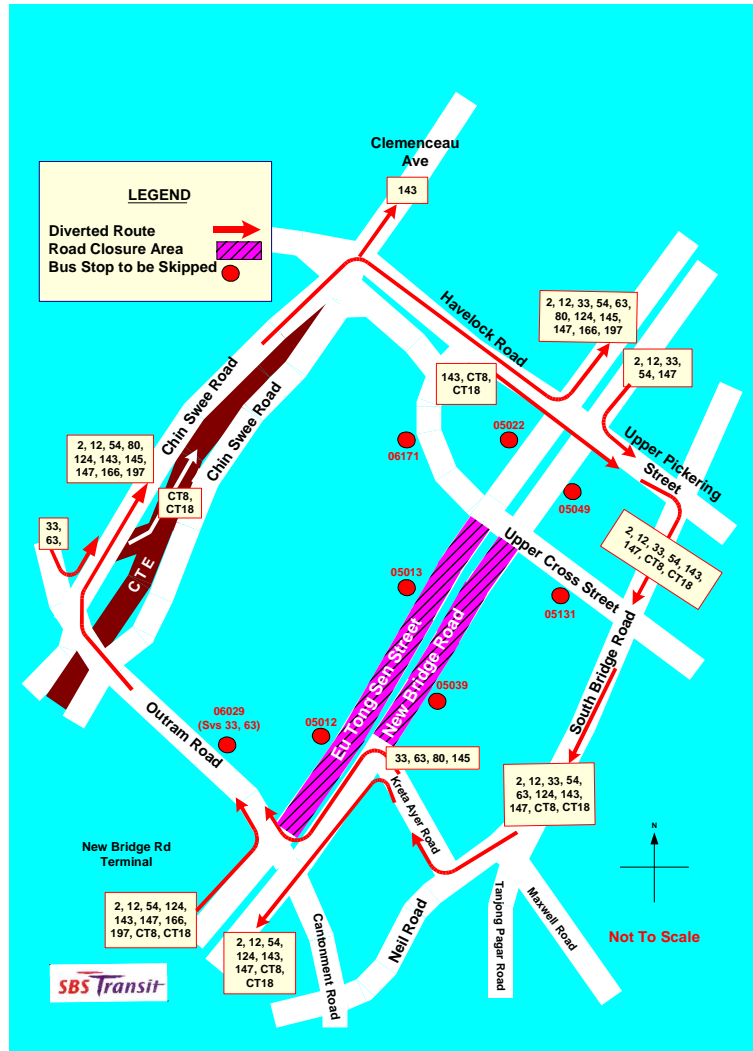 Clemenceau
Ave
143
LEGEND
Diverted Route
Road Closure Area
Bus Stop to be Skipped
Havelock Road
2, 12, 33, 54, 63,
80, 124, 145,
147, 166, 197
2, 12, 33,
54, 147
143, CT8,
CT18
Chin Swee Road
Chin Swee Road
2, 12, 54, 80,
124, 143, 145,
147, 166, 197
CT8,
CT18
33,
63,
CTE
06171
05022
05049
Upper Pickering
Street
2, 12, 33, 54, 143,
147, CT8, CT18
Upper Cross Street
05013
05131
Eu Tong Sen Street
New Bridge Road
South Bridge Road
05039
06029
(Svs 33, 63)
05012
Outram Road
33, 63, 80, 145
Kreta Ayer Road
2, 12, 33, 54,
63, 124, 143,
147, CT8, CT18
New Bridge Rd
Terminal
2, 12, 54, 124,
143, 147, 166,
197, CT8, CT18
2, 12, 54,
124, 143,
147, CT8,
CT18
Cantonment Road
Neil Road
Tanjong Pagar Road
Maxwell Road
N
Not To Scale
SBS Transit